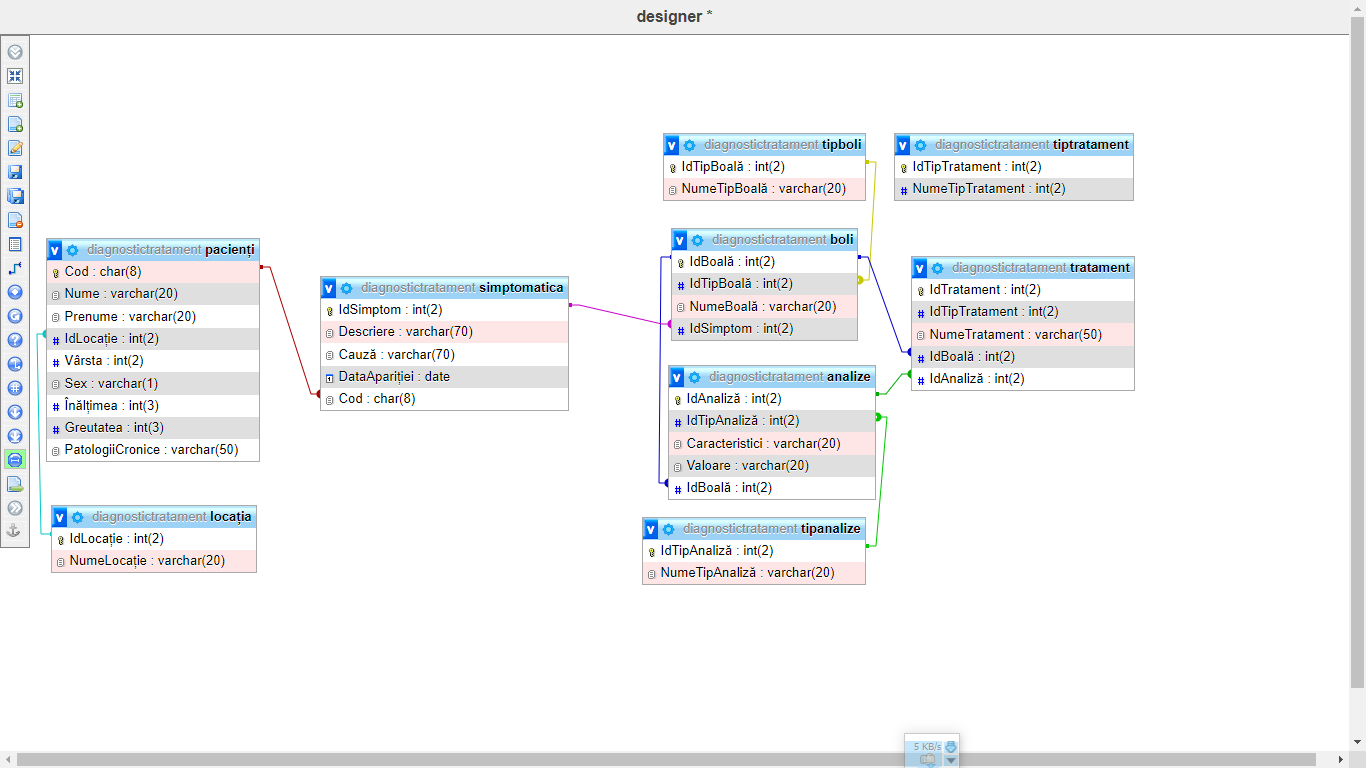 designer *
diagnostictratament pacienți
Cod : char(8)
Nume : varchar(20)
Prenume : varchar(20)
IdLocație : int(2)
Vârsta : int(2)
Sex : varchar(1)
Înălțimea : int(3)
Greutatea : int(3)
PatologiiCronice : varchar(50)
diagnostictratament locația
IdLocație : int(2)
NumeLocație : varchar(20)
diagnostictratament simptomatica
IdSimptom : int(2)
Descriere : varchar(70)
Cauză : varchar(70)
DataApariției : date
Cod : char(8)
diagnostictratament tipboli
IdTipBoală : int(2)
NumeTipBoală : varchar(20)
diagnostictratament boli
IdBoală : int(2)
IdTipBoală : int(2)
NumeBoală : varchar(20)
IdSimptom : int(2)
diagnostictratament analize
IdAnaliză : int(2)
IdTipAnaliză : int(2)
Caracteristici : varchar(20)
Valoare : varchar(20)
IdBoală : int(2)
diagnostictratament tipanalize
IdTipAnaliză : int(2)
NumeTipAnaliză : varchar(20)
diagnostictratament tiptratament
IdTipTratament : int(2)
NumeTipTratament : int(2)
diagnostictratament tratament
IdTratament : int(2)
IdTipTratament : int(2)
NumeTratament : varchar(50)
IdBoală : int(2)
IdAnaliză : int(2)
5 KB/s